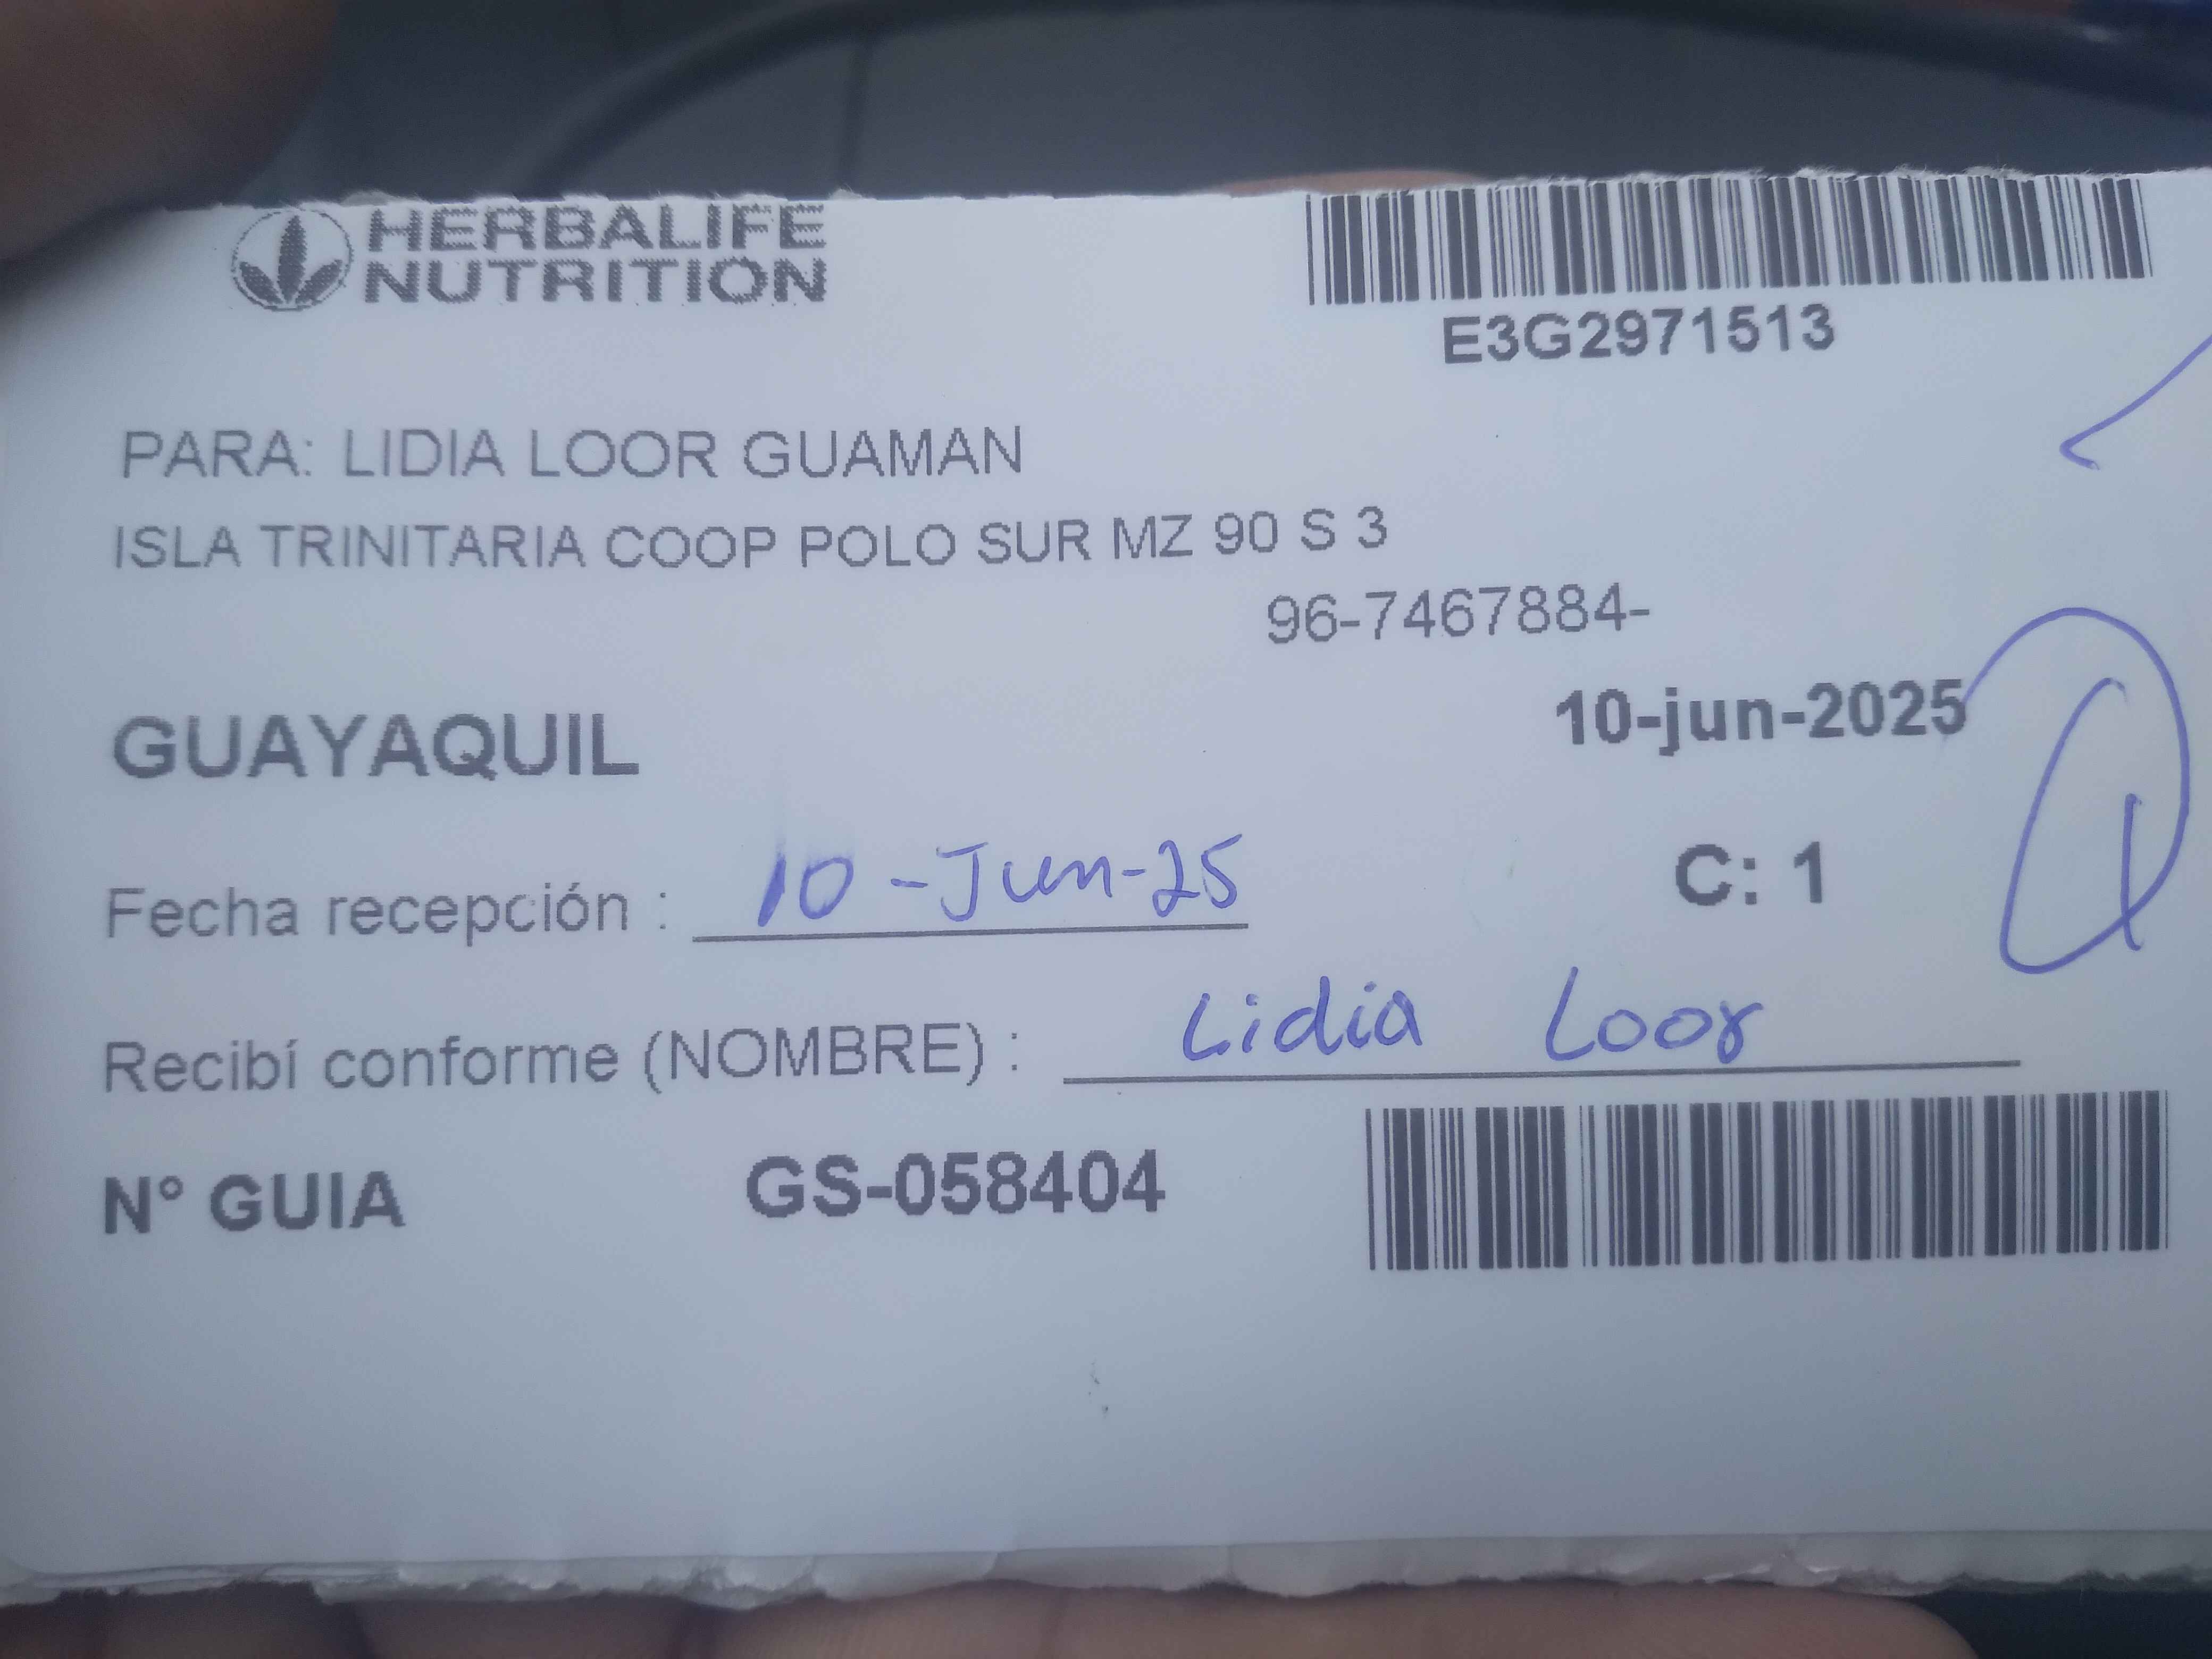 HERBALIFE
NUTRITION
E3G2971513
PARA: LIDIA LOOR GUAMAN
ISLA TRINITARIA COOP POLO SUR MZ 90 S 3
96-7467884-
GUAYAQUIL
10-jun-2025
Fecha recepción : 10-Jun-25
C: 1
Recibí conforme (NOMBRE) : Lidia Loor
N° GUIA GS-058404